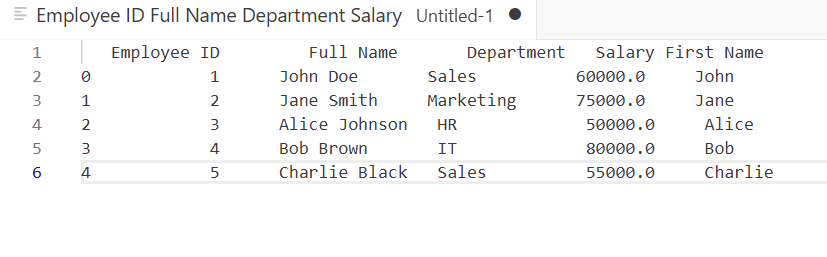 Employee ID Full Name Department Salary Untitled-1
1 Employee ID Full Name Department Salary First Name
2 0 1 John Doe Sales 60000.0 John
3 1 2 Jane Smith Marketing 75000.0 Jane
4 2 3 Alice Johnson HR 50000.0 Alice
5 3 4 Bob Brown IT 80000.0 Bob
6 4 5 Charlie Black Sales 55000.0 Charlie